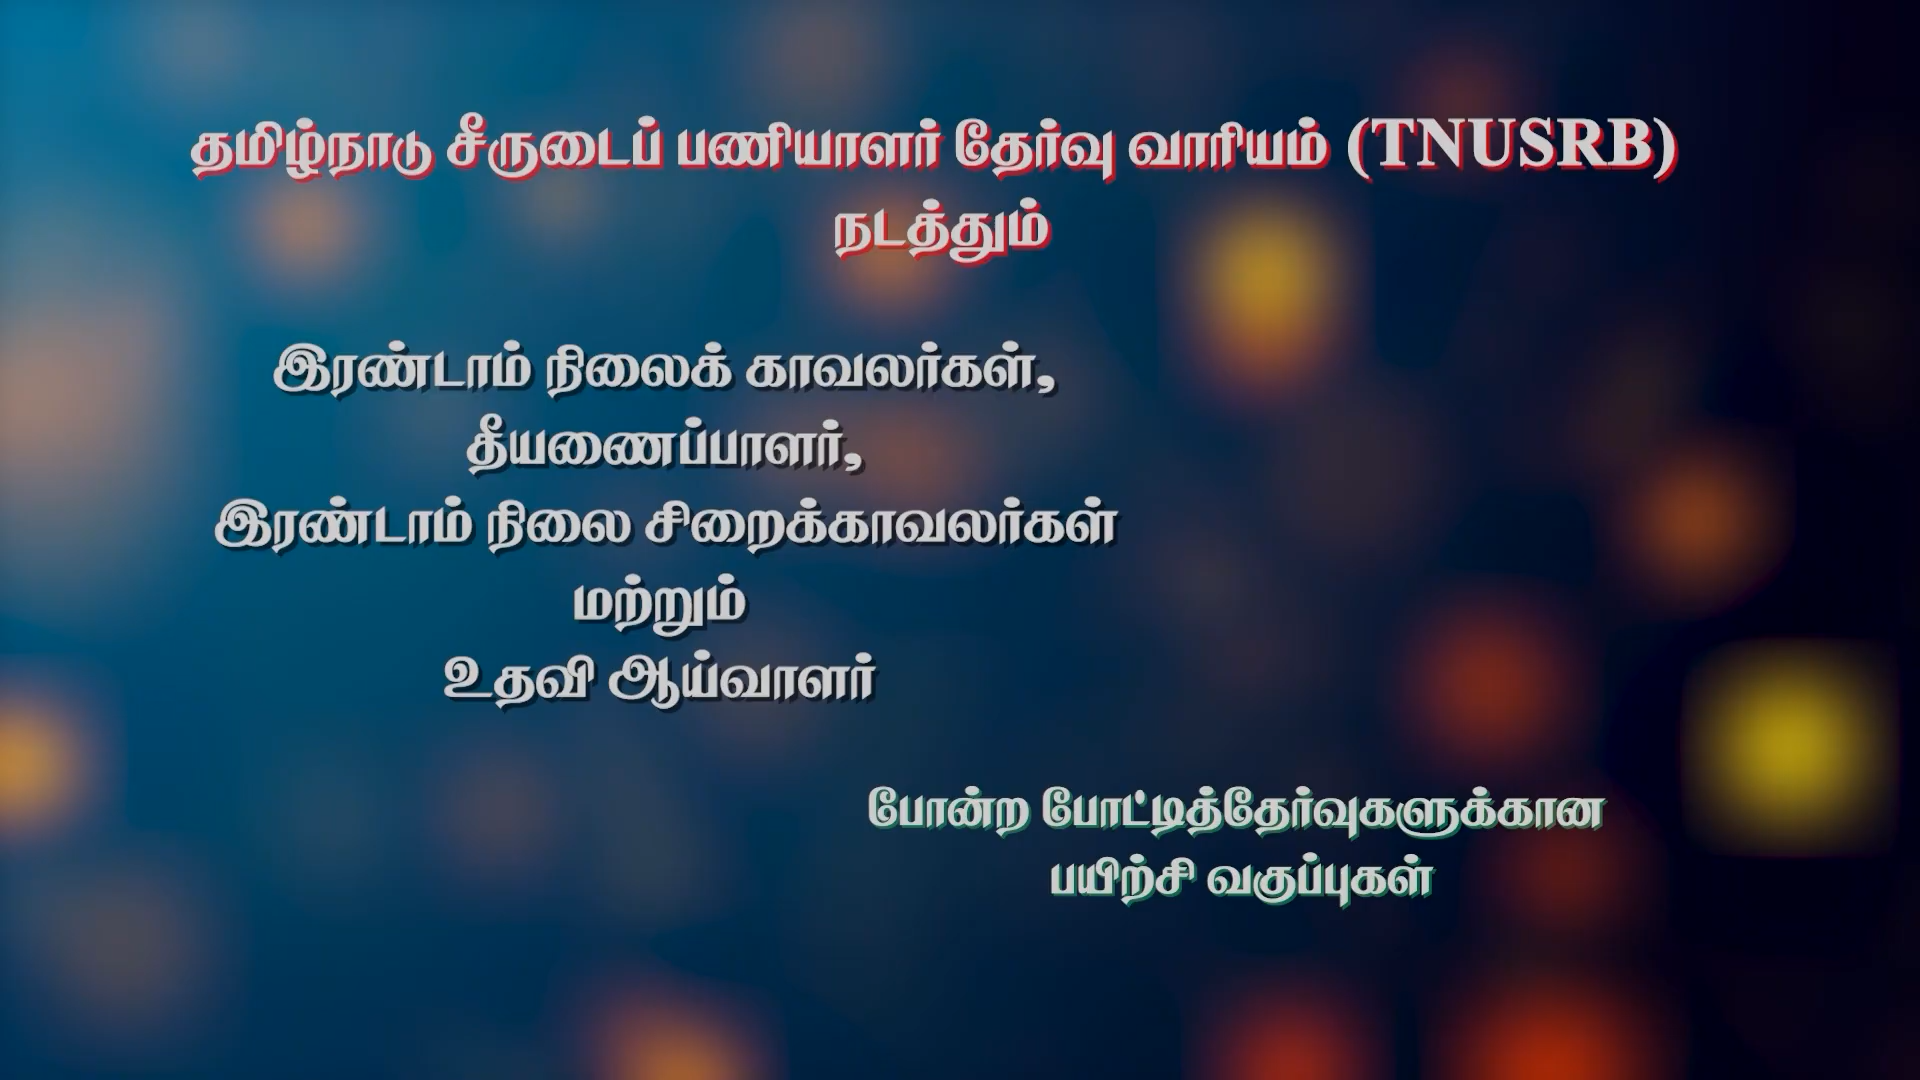 தமிழ்நாடு சீருடைப் பணியாளர் தேர்வு வாரியம் (TNUSRB)
நடத்தும்
இரண்டாம் நிலைக் காவலர்கள்,
தீயணைப்பாளர்,
இரண்டாம் நிலை சிறைக்காவலர்கள்
மற்றும்
உதவி ஆய்வாளர்
போன்ற போட்டித்தேர்வுகளுக்கான
பயிற்சி வகுப்புகள்